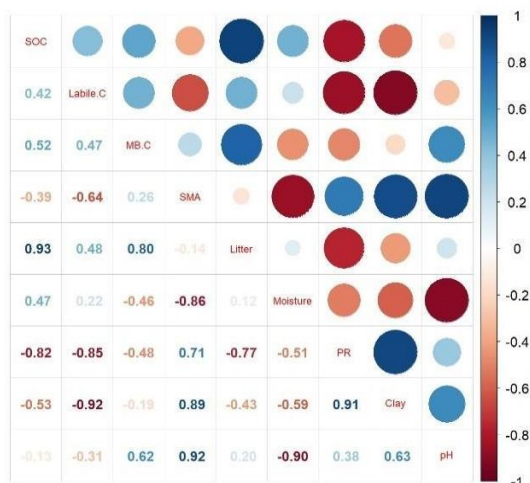 SOC
0.42 Labile.C
0.52 0.47 MB.C
-0.39 -0.64 0.26 SMA
0.93 0.48 0.80 -0.14 Litter
0.47 0.22 -0.46 -0.86 0.12 Moisture
-0.82 -0.85 -0.48 0.71 -0.77 -0.51 PR
-0.53 -0.92 -0.19 0.89 -0.43 -0.59 0.91 Clay
-0.13 -0.31 0.62 0.92 0.20 -0.90 0.38 0.63 pH
1
0.8
0.6
0.4
0.2
0
-0.2
-0.4
-0.6
-0.8
-1